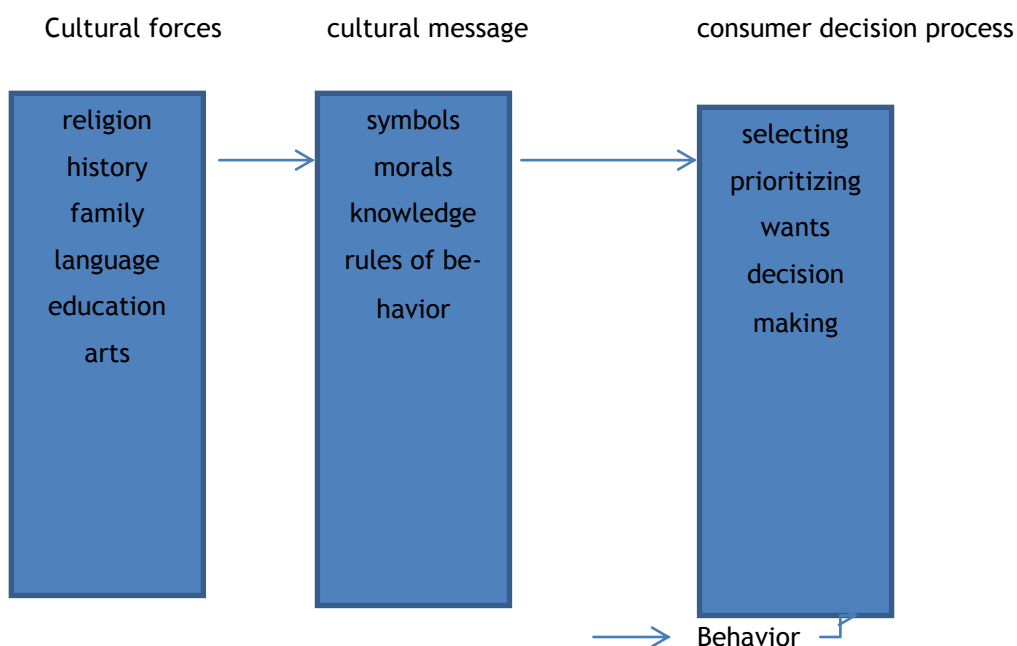 Cultural forces
cultural message
consumer decision process
religion
history
family
language
education
arts
symbols
morals
knowledge
rules of be-
havior
selecting
prioritizing
wants
decision
making
Behavior